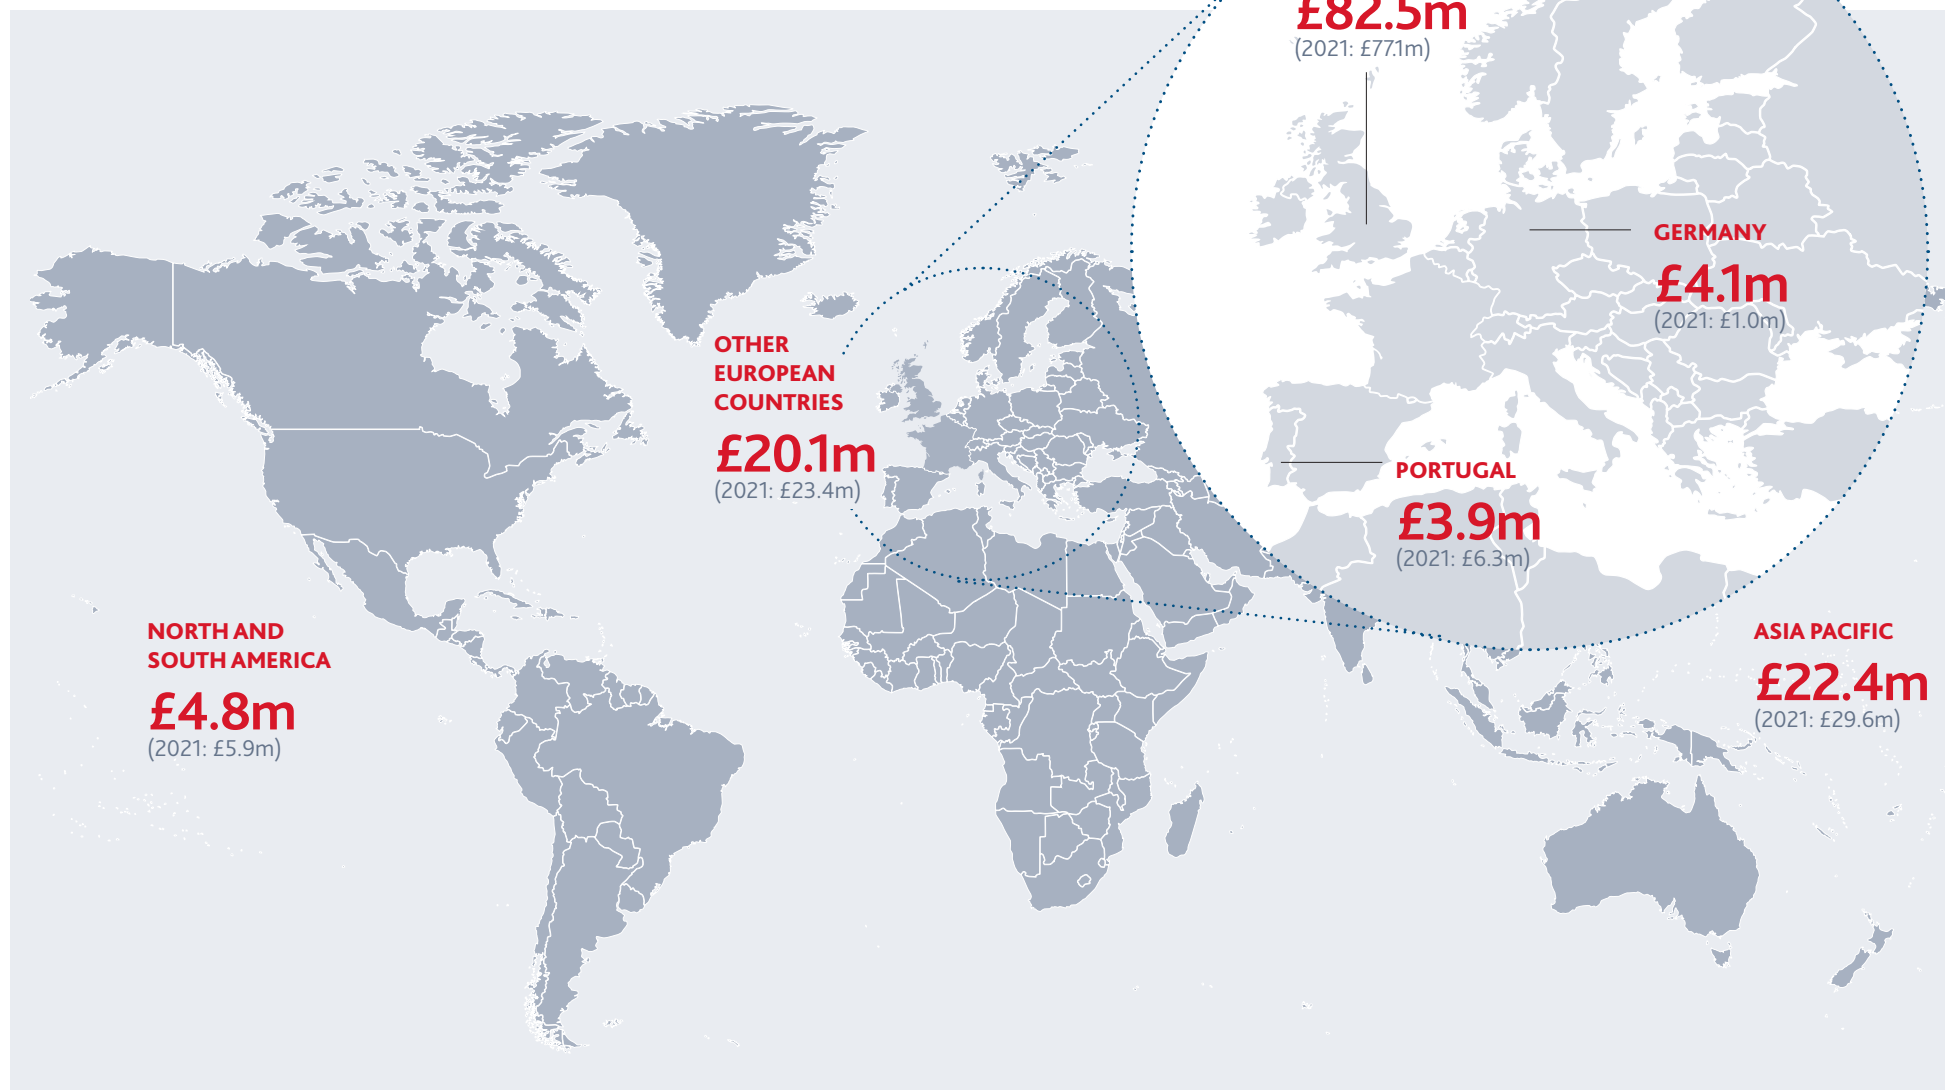 £82.5m
(2021: £77.1m)
GERMANY
£4.1m
(2021: £1.0m)
OTHER
EUROPEAN
COUNTRIES
£20.1m
(2021: £23.4m)
PORTUGAL
£3.9m
(2021: £6.3m)
NORTH AND
SOUTH AMERICA
£4.8m
(2021: £5.9m)
ASIA PACIFIC
£22.4m
(2021: £29.6m)